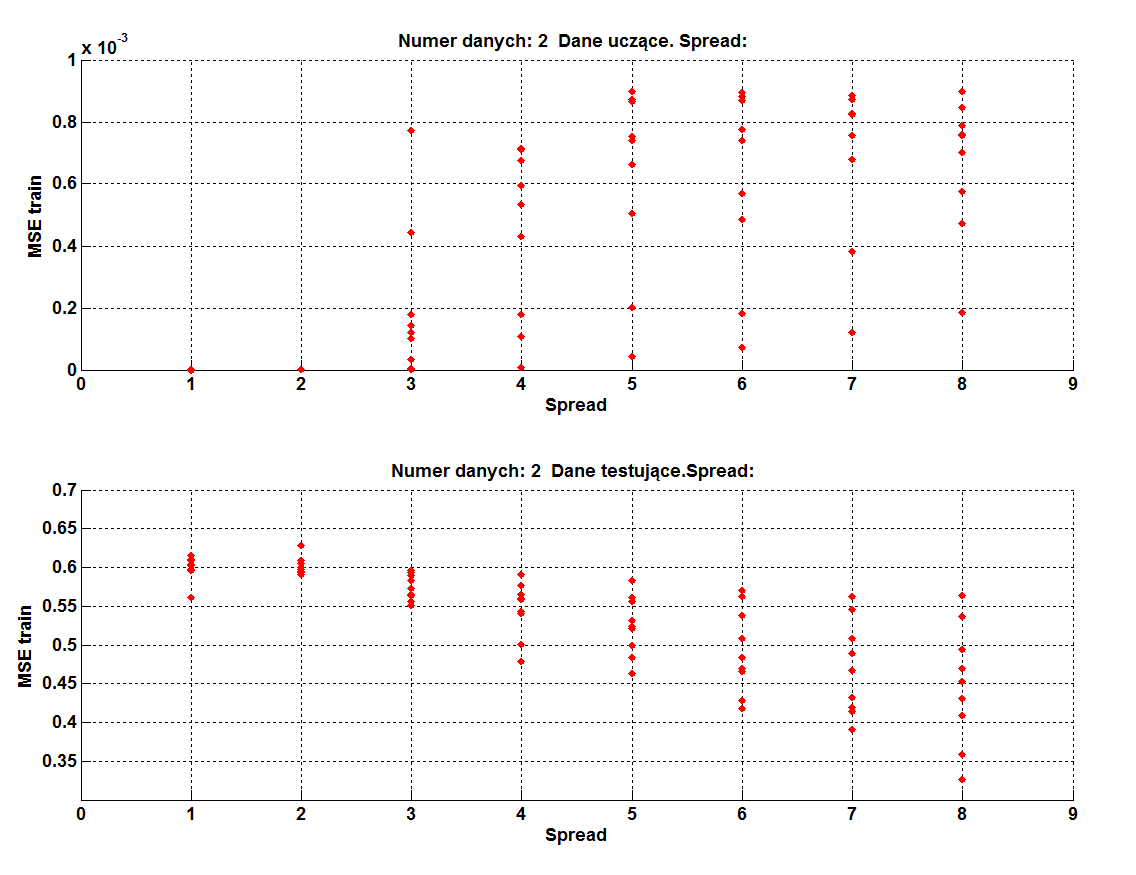 Numer danych: 2  Dane uczące. Spread:
x 10^-3
1
0.8
0.6
0.4
0.2
0
MSE train
0 1 2 3 4 5 6 7 8 9
Spread
Numer danych: 2  Dane testujące.Spread:
0.7
0.65
0.6
0.55
0.5
0.45
0.4
0.35
MSE train
0 1 2 3 4 5 6 7 8 9
Spread